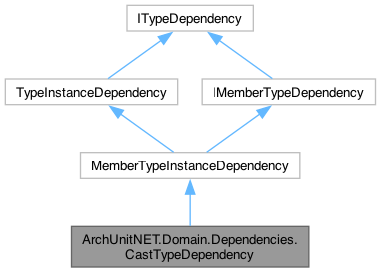 ITypeDependency
TypeInstanceDependency
IMemberTypeDependency
MemberTypeInstanceDependency
ArchUnitNET.Domain.Dependencies.
CastTypeDependency